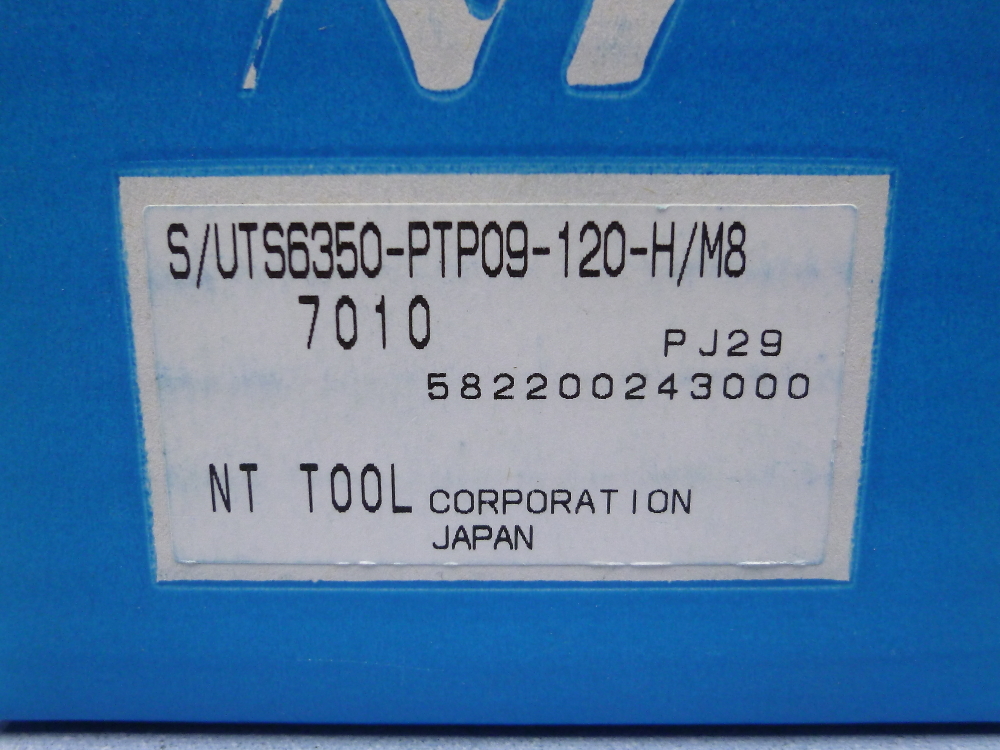 S/UTS6350-PTP09-120-H/M8
7010
PJ29
582200243000
NT TOOL CORPORATION
JAPAN